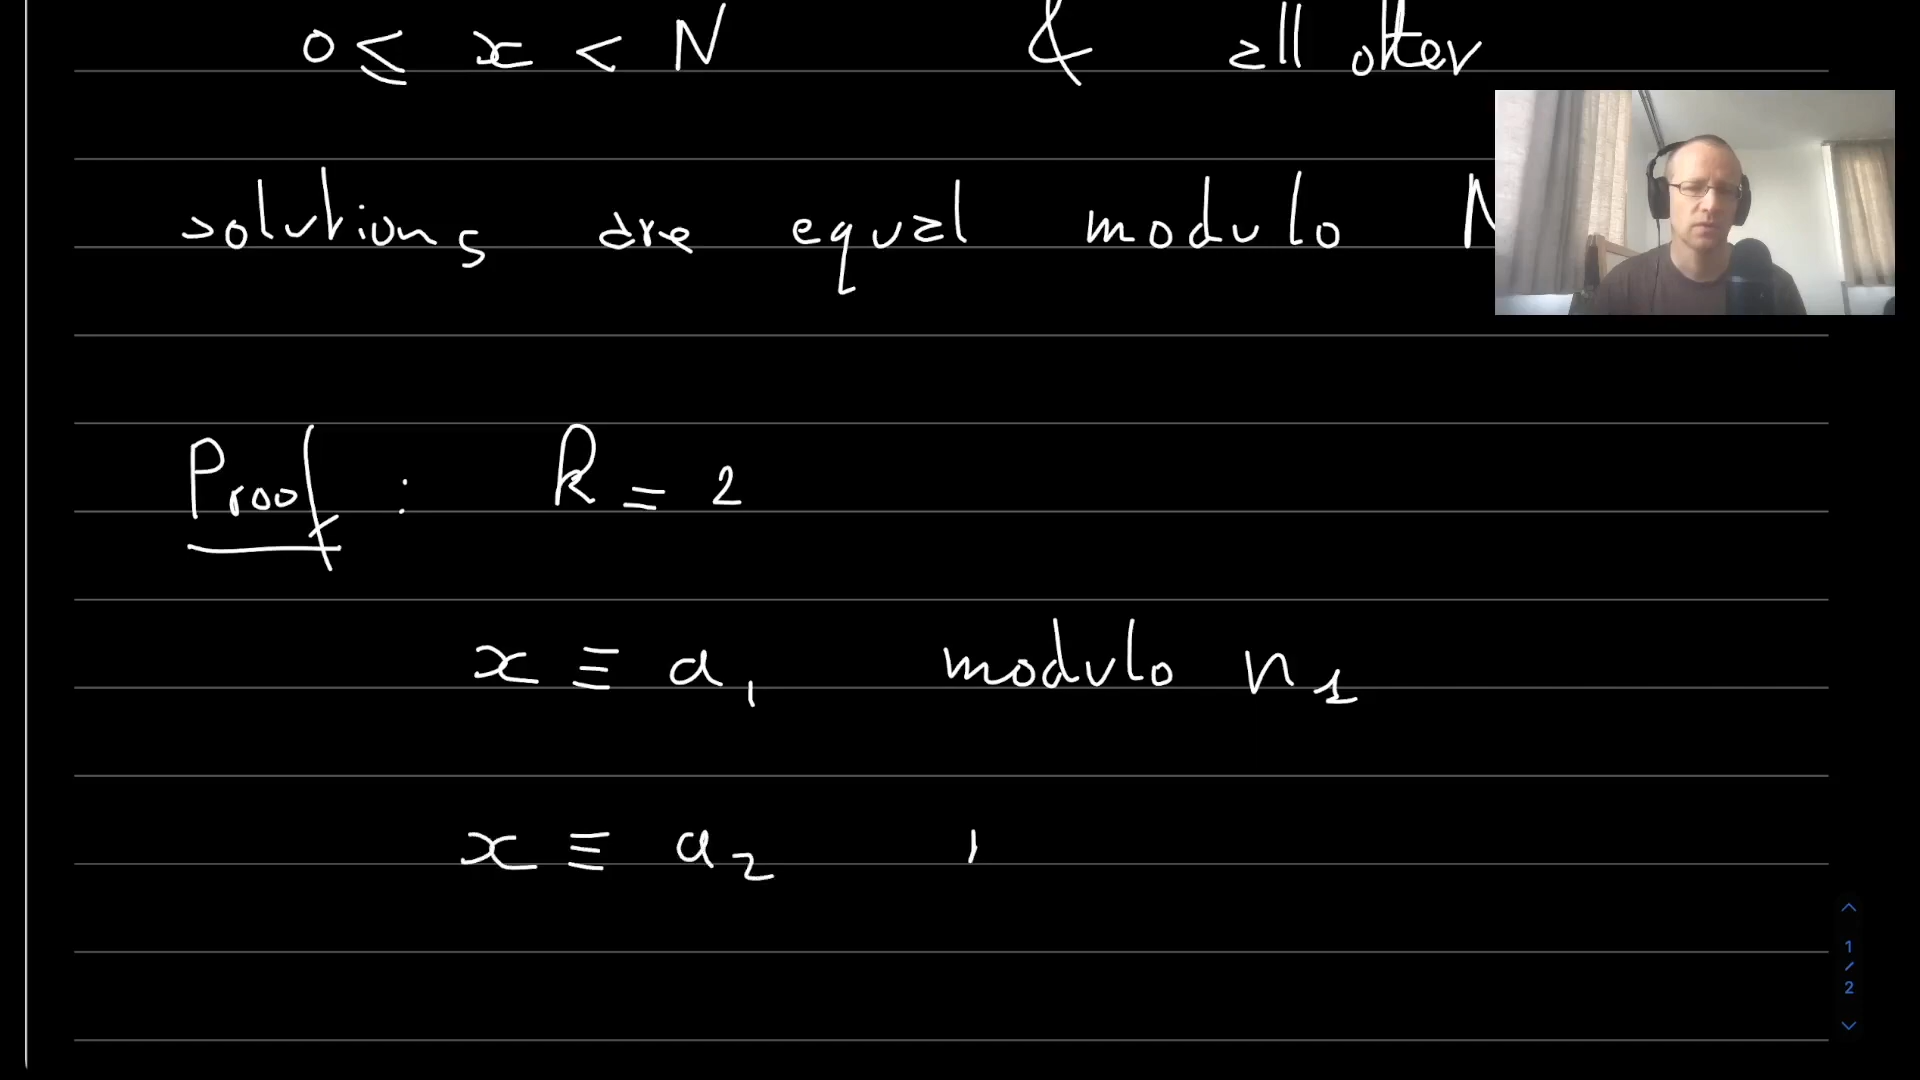 0 ≤ x < N & all other
solutions are equal modulo N
Proof : k = 2
x ≡ a₁ modulo n₁
x ≡ a₂
1
/
2